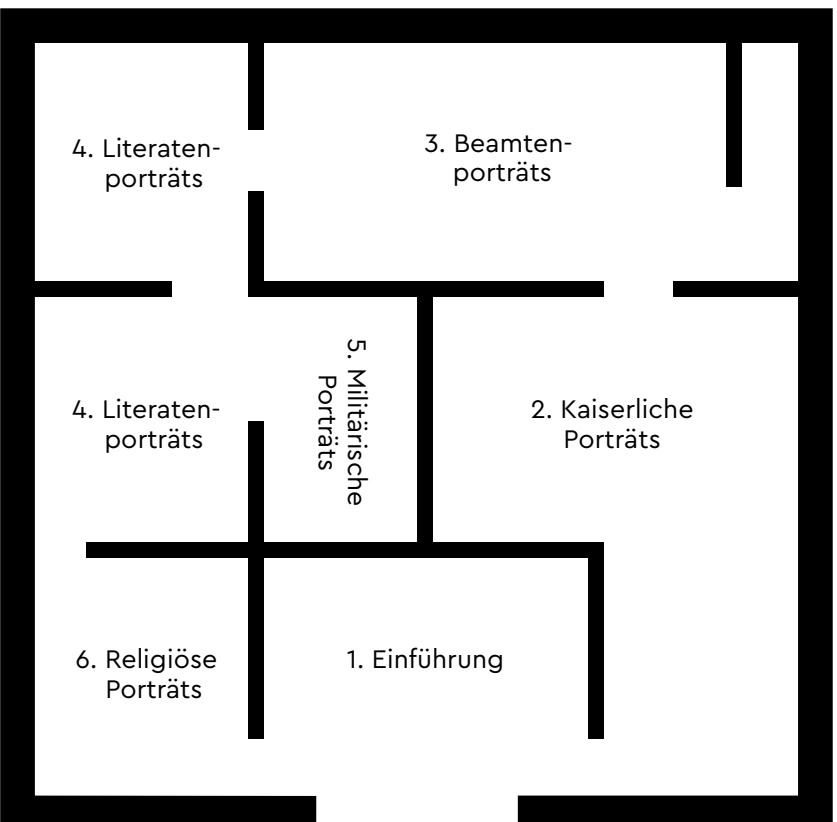 4. Literaten-
porträts
3. Beamten-
porträts
4. Literaten-
porträts
5. Militärische
Porträts
2. Kaiserliche
Porträts
6. Religiöse
Porträts
1. Einführung